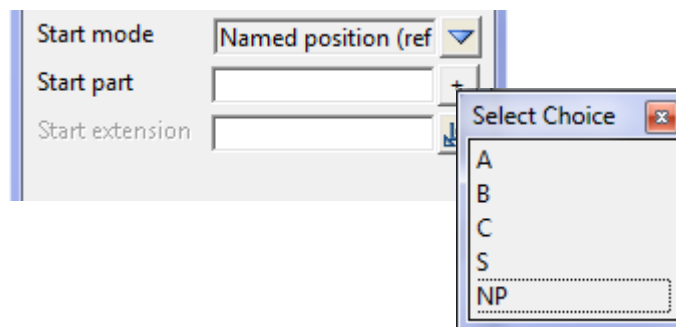 Start mode Named position (ref
Start part +
Start extension
Select Choice
A
B
C
S
NP